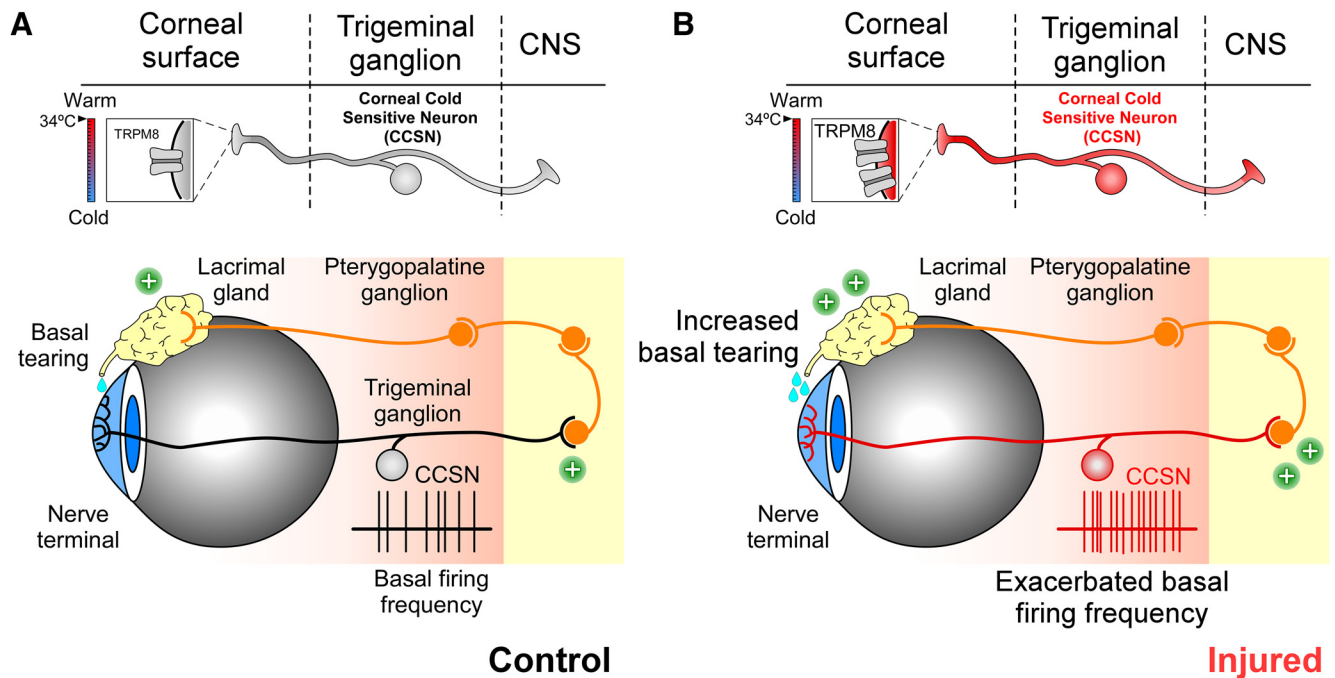 A
Corneal
surface
Trigeminal
ganglion
CNS
Warm
34ºC
Cold
TRPM8
Corneal Cold
Sensitive Neuron
(CCSN)
Lacrimal
gland
Pterygopalatine
ganglion
Basal
tearing
Trigeminal
ganglion
CCSN
Nerve
terminal
Basal firing
frequency
Control
B
Corneal
surface
Trigeminal
ganglion
CNS
Warm
34ºC
Cold
TRPM8
Corneal Cold
Sensitive Neuron
(CCSN)
Lacrimal
gland
Pterygopalatine
ganglion
Increased
basal tearing
CCSN
Nerve
terminal
Exacerbated basal
firing frequency
Injured